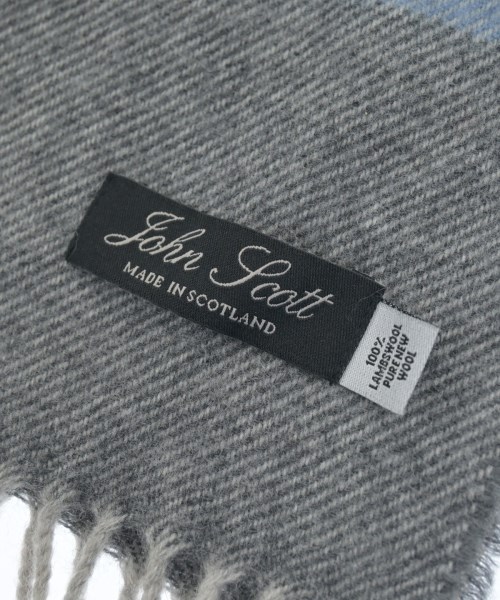 John Scott
MADE IN SCOTLAND
100%
LAMBSWOOL
PURE NEW
WOOL